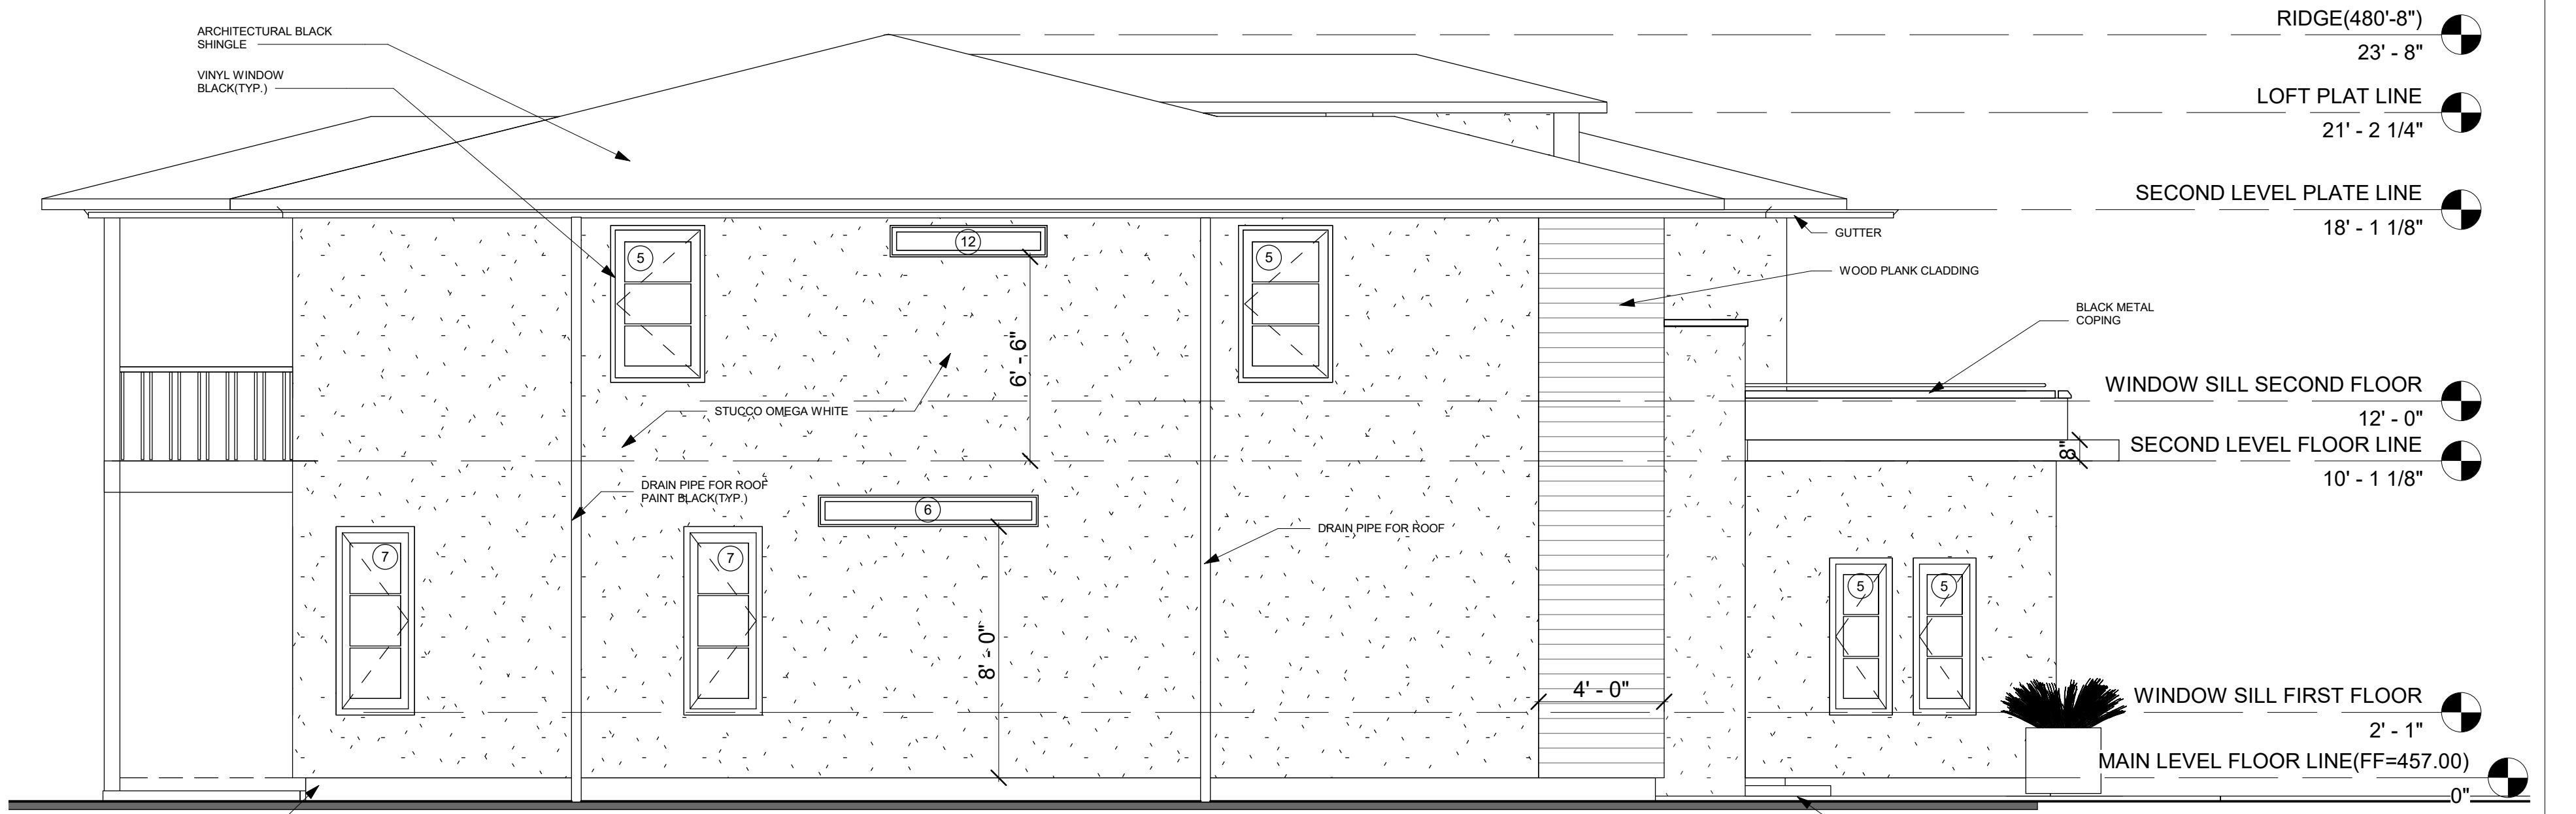 ARCHITECTURAL BLACK
SHINGLE
VINYL WINDOW
BLACK(TYP.)
RIDGE(480'-8")
23' - 8"
LOFT PLAT LINE
21' - 2 1/4"
SECOND LEVEL PLATE LINE
18' - 1 1/8"
GUTTER
WOOD PLANK CLADDING
BLACK METAL
COPING
5
12
5
6' - 6"
STUCCO OMEGA WHITE
WINDOW SILL SECOND FLOOR
12' - 0"
SECOND LEVEL FLOOR LINE
10' - 1 1/8"
8"
DRAIN PIPE FOR ROOF
PAINT BLACK(TYP.)
6
DRAIN PIPE FOR ROOF
7
7
5
5
8' - 0"
4' - 0"
WINDOW SILL FIRST FLOOR
2' - 1"
MAIN LEVEL FLOOR LINE(FF=457.00)
0"